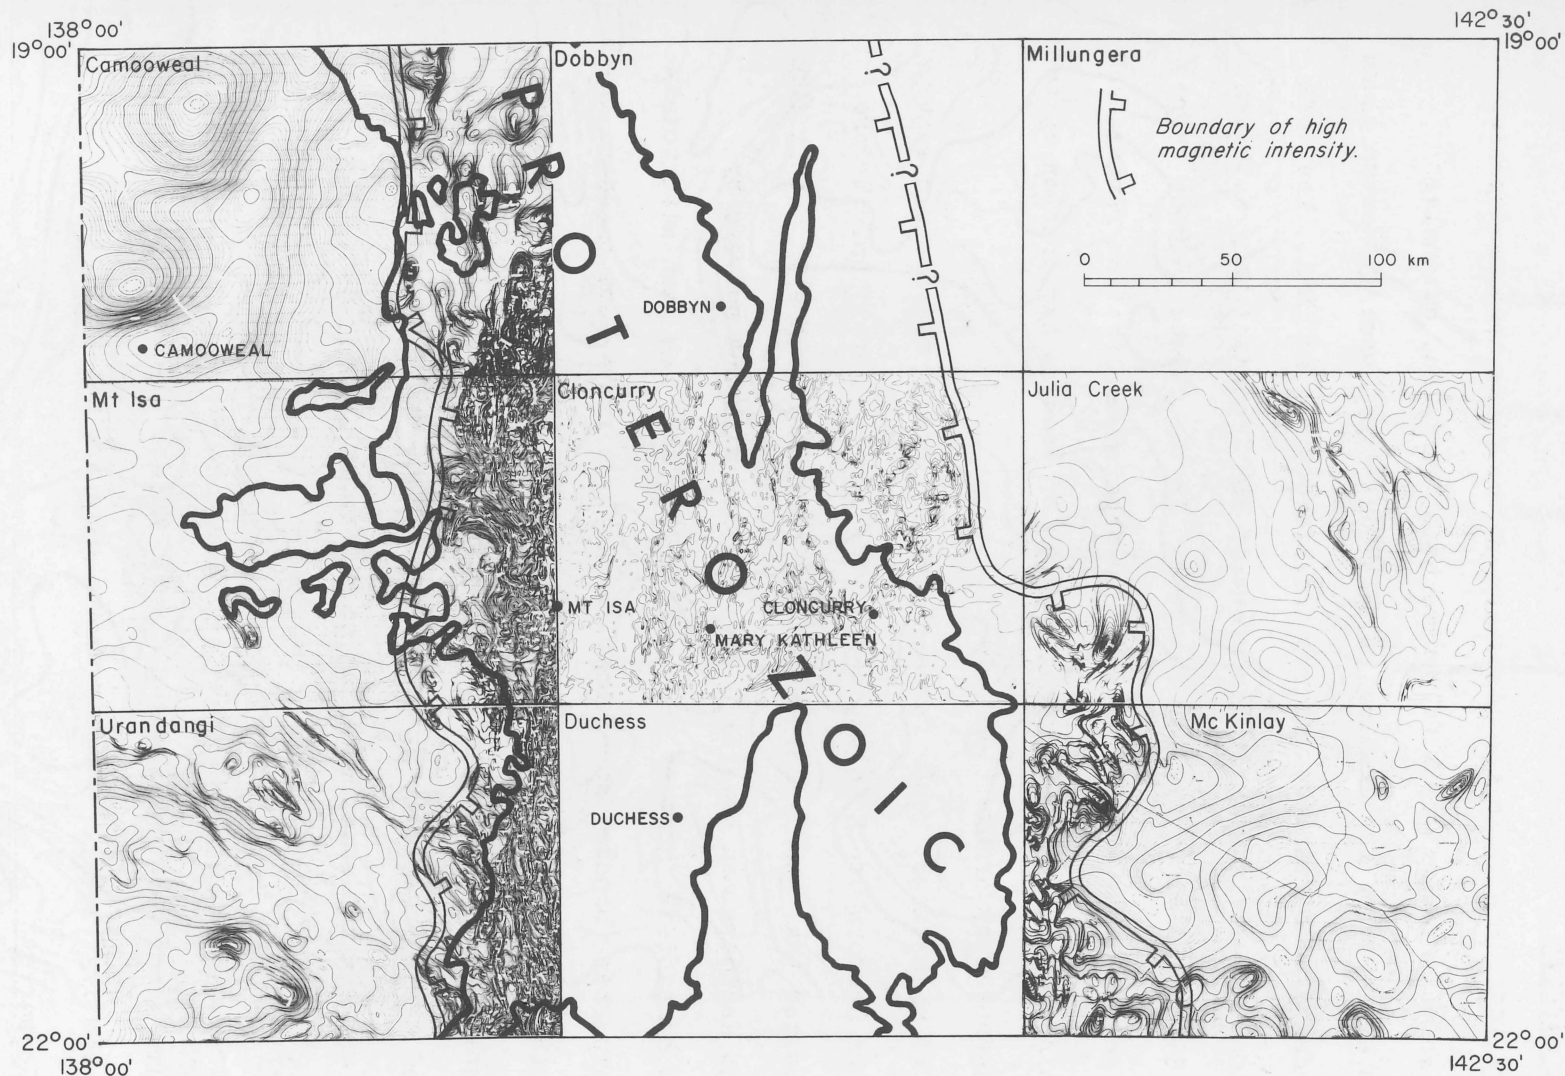 138°00'
142°30'
19°00'
19°00'
Camooweal
Dobbyn
Millungera
Boundary of high
magnetic intensity.
0 50 100 km
DOBBYN
CAMOOWEAL
PROTEROZOIC
Mt Isa
Cloncurry
Julia Creek
MT ISA
CLONCURRY
MARY KATHLEEN
Urandangi
Duchess
McKinlay
DUCHESS
22°00'
22°00'
138°00'
142°30'
?
?
?